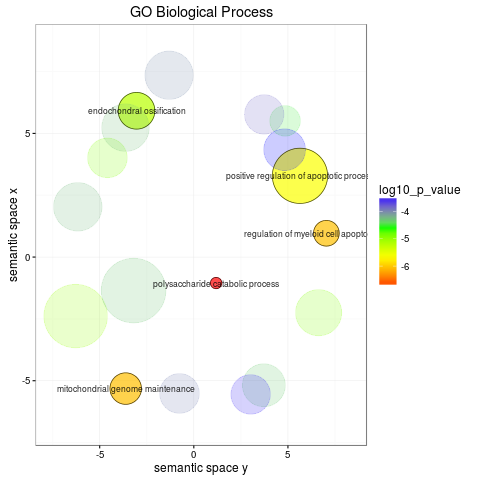 GO Biological Process
endochondral ossification
positive regulation of apoptotic proces
regulation of myeloid cell apopto
polysaccharide catabolic process
mitochondrial genome maintenance
5
0
-5
-5
0
5
semantic space x
semantic space y
log10_p_value
-4
-5
-6